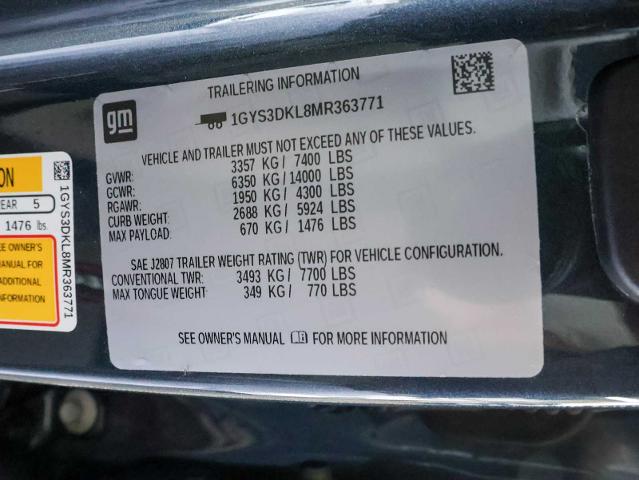 TRAILERING INFORMATION
gm
1GYS3DKL8MR363771
VEHICLE AND TRAILER MUST NOT EXCEED ANY OF THESE VALUES.
GVWR: 3357 KG/ 7400 LBS
GCWR: 6350 KG/14000 LBS
RGAWR: 1950 KG/ 4300 LBS
CURB WEIGHT: 2688 KG/ 5924 LBS
MAX PAYLOAD: 670 KG/ 1476 LBS
SAE J2807 TRAILER WEIGHT RATING (TWR) FOR VEHICLE CONFIGURATION.
CONVENTIONAL TWR: 3493 KG/ 7700 LBS
MAX TONGUE WEIGHT: 349 KG/ 770 LBS
SEE OWNER'S MANUAL FOR MORE INFORMATION
ON
EAR 5
1476 lbs.
EE OWNER'S
MANUAL FOR
ADDITIONAL
NFORMATION
1GYS3DKL8MR363771